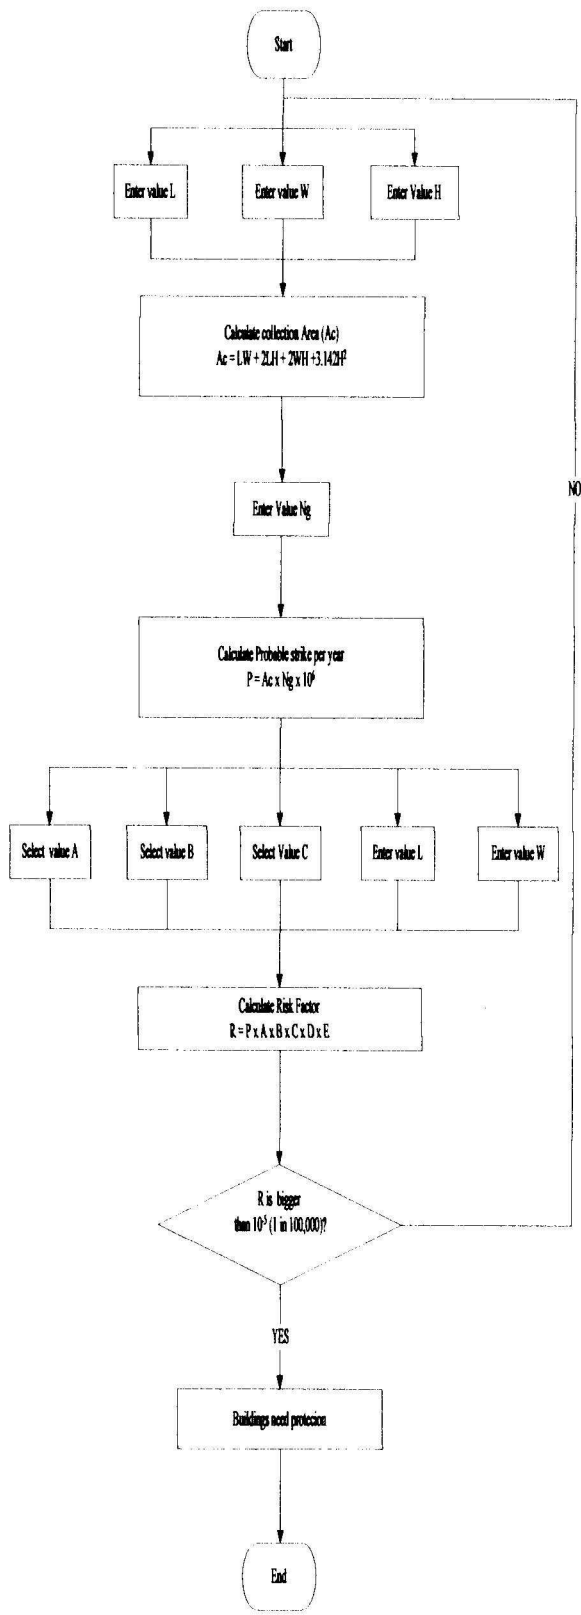 Start
Enter value L
Enter value W
Enter Value H
Calculate collection Area (Ac)
Ac = LW + 2LH + 2WH +3.142H²
Enter Value Ng
NO
Calculate Probable strike per year
P = Ac x Ng x 10⁶
Select value A
Select value B
Select Value C
Enter value L
Enter value W
Calculate Risk Factor
R = P x A x B x C x D x E
R is bigger
than 10⁻⁵ (1 in 100,000)?
YES
Buildings need protecion
End